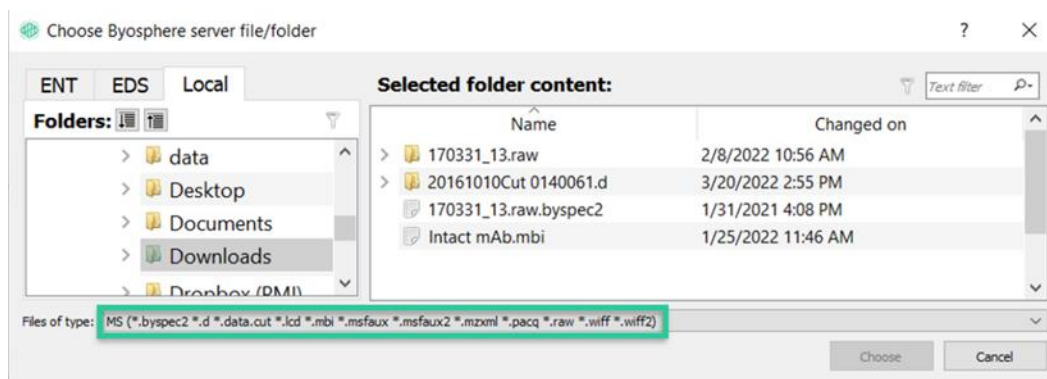 Choose Byosphere server file/folder
? ×
ENT EDS Local
Selected folder content:
Text filter
Folders:
Name Changed on
data
Desktop
Documents
Downloads
Dropbox (PMI)
170331_13.raw 2/8/2022 10:56 AM
20161010Cut 0140061.d 3/20/2022 2:55 PM
170331_13.raw.byspec2 1/31/2021 4:08 PM
Intact mAb.mbi 1/25/2022 11:46 AM
Files of type: MS (*.byspec2 *.d *.data.cut *.lcd *.mbi *.msfaux *.msfaux2 *.mzxml *.pacq *.raw *.wiff *.wiff2)
Choose Cancel